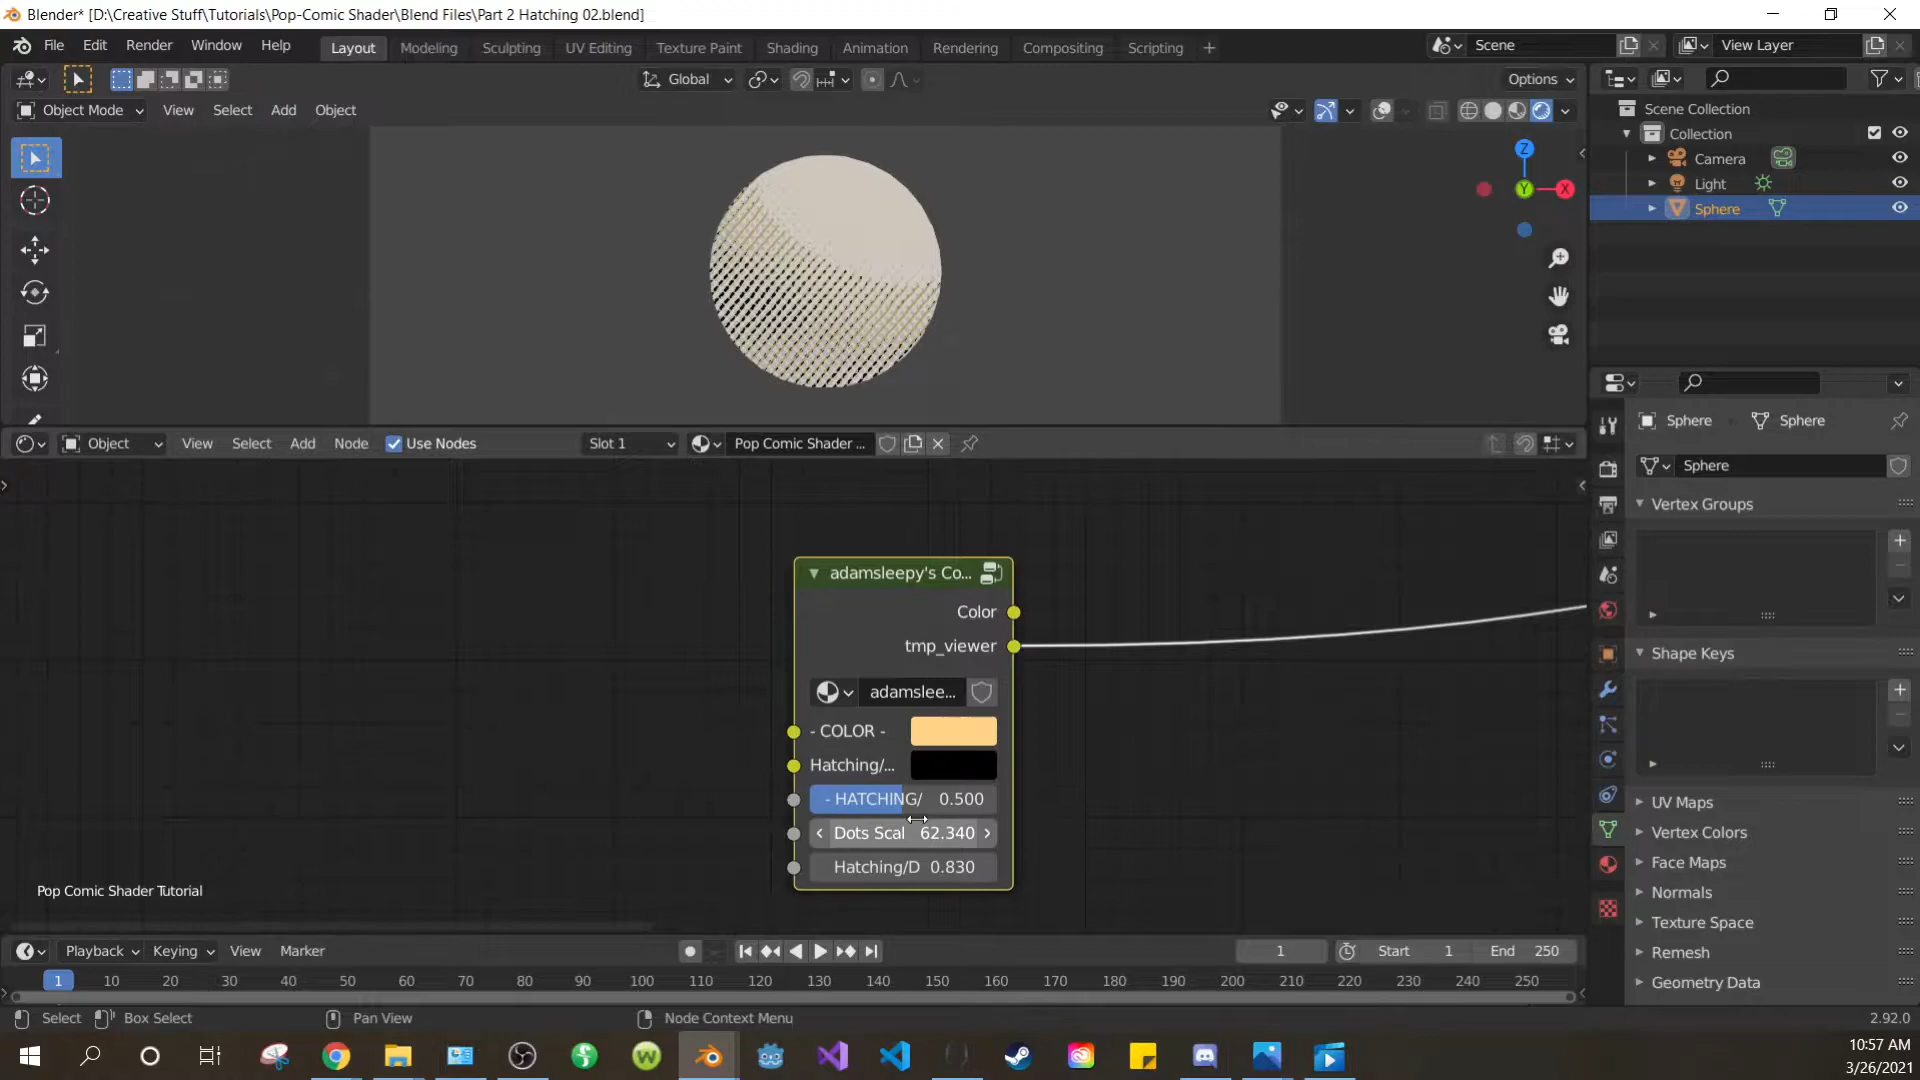 Blender* [D:\Creative Stuff\Tutorials\Pop-Comic Shader\Blend Files\Part 2 Hatching 02.blend]
File Edit Render Window Help Layout Modeling Sculpting UV Editing Texture Paint Shading Animation Rendering Compositing Scripting + Scene View Layer
Global Options
Object Mode View Select Add Object
Z
Y
X
Scene Collection
Collection
Camera
Light
Sphere
Object View Select Add Node Use Nodes Slot 1 Pop Comic Shader ...
adamsleepy's Co...
Color
tmp_viewer
adamslee...
- COLOR -
Hatching/...
- HATCHING/ 0.500
Dots Scal 62.340
Hatching/D 0.830
Pop Comic Shader Tutorial
Sphere Sphere
Sphere
Vertex Groups
Shape Keys
UV Maps
Vertex Colors
Face Maps
Normals
Texture Space
Remesh
Geometry Data
Playback Keying View Marker 1 Start 1 End 250
1 10 20 30 40 50 60 70 80 90 100 110 120 130 140 150 160 170 180 190 200 210 220 230 240 250
Select Box Select Pan View Node Context Menu 2.92.0
10:57 AM
3/26/2021